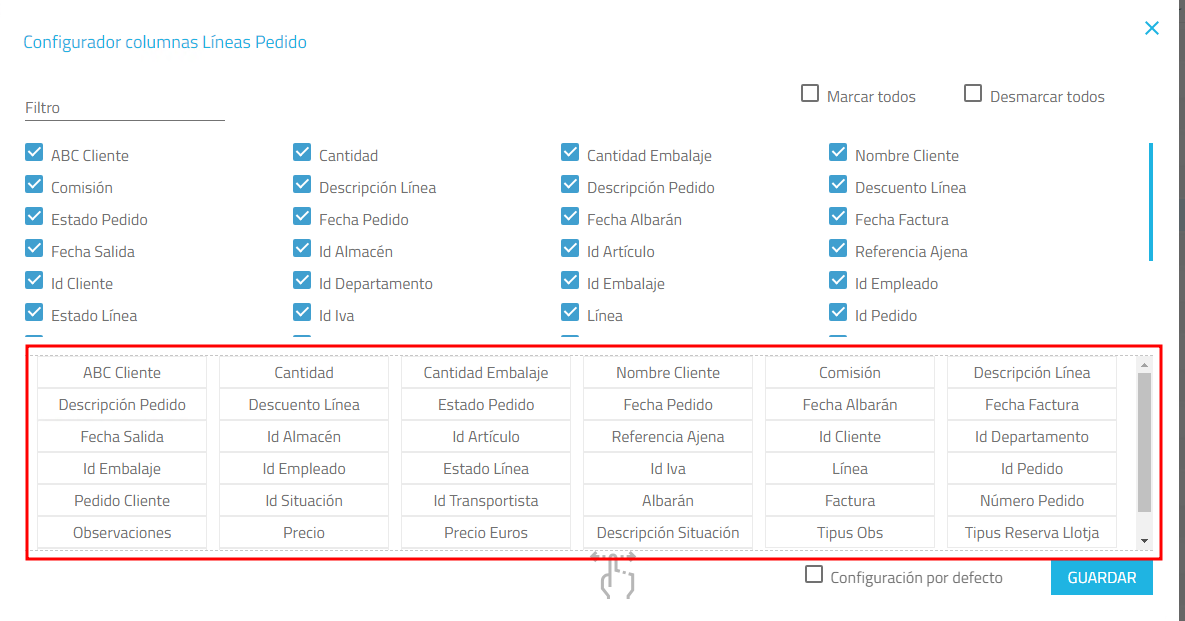 Configurador columnas Líneas Pedido
Marcar todos Desmarcar todos
Filtro
ABC Cliente Cantidad Cantidad Embalaje Nombre Cliente
Comisión Descripción Línea Descripción Pedido Descuento Línea
Estado Pedido Fecha Pedido Fecha Albarán Fecha Factura
Fecha Salida Id Almacén Id Artículo Referencia Ajena
Id Cliente Id Departamento Id Embalaje Id Empleado
Estado Línea Id Iva Línea Id Pedido
ABC Cliente Cantidad Cantidad Embalaje Nombre Cliente Comisión Descripción Línea
Descripción Pedido Descuento Línea Estado Pedido Fecha Pedido Fecha Albarán Fecha Factura
Fecha Salida Id Almacén Id Artículo Referencia Ajena Id Cliente Id Departamento
Id Embalaje Id Empleado Estado Línea Id Iva Línea Id Pedido
Pedido Cliente Id Situación Id Transportista Albarán Factura Número Pedido
Observaciones Precio Precio Euros Descripción Situación Tipus Obs Tipus Reserva Llotja
Configuración por defecto GUARDAR